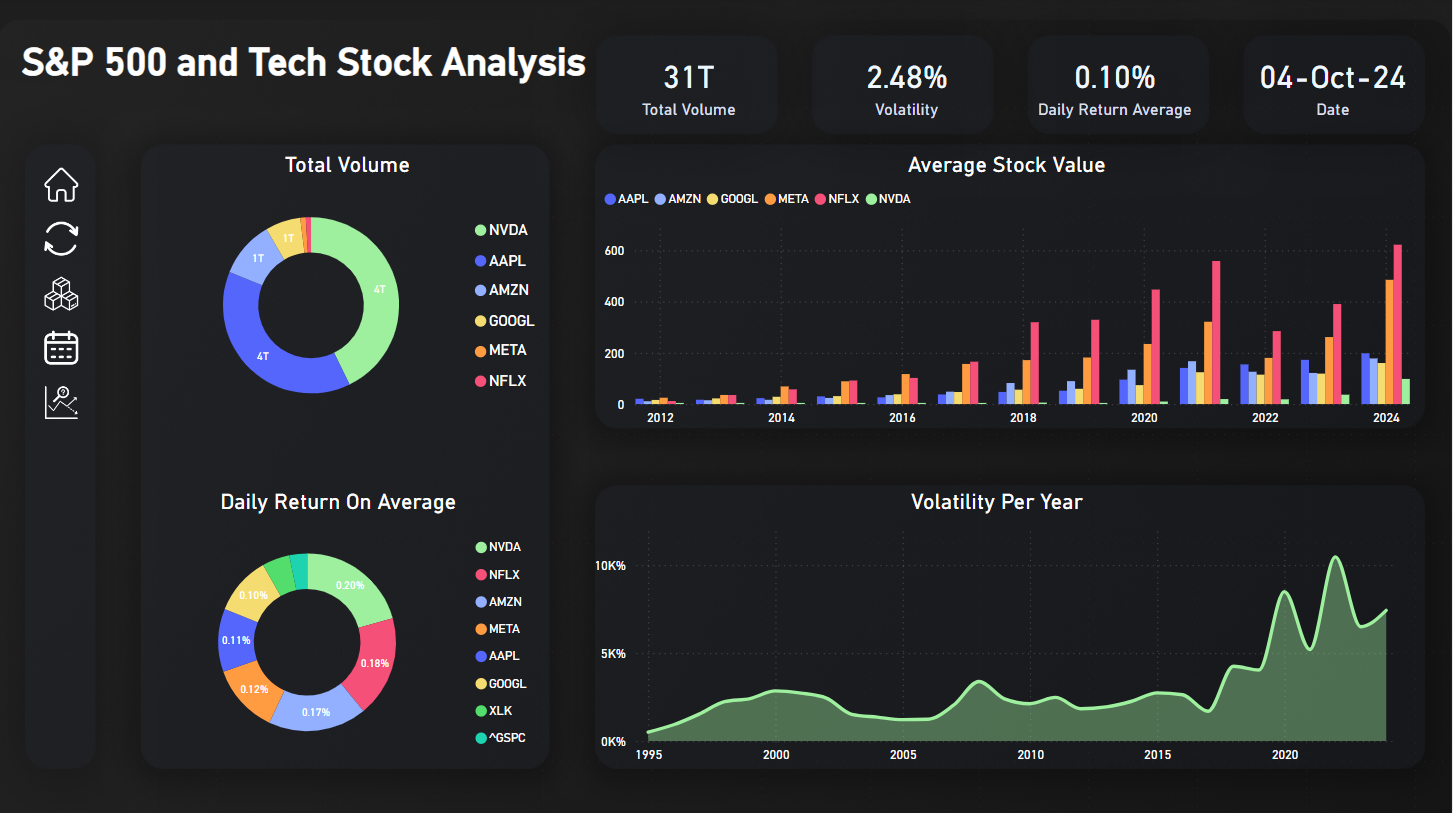 S&P 500 and Tech Stock Analysis
31T
Total Volume
2.48%
Volatility
0.10%
Daily Return Average
04-Oct-24
Date
Total Volume
4T
4T
1T
1T
NVDA
AAPL
AMZN
GOOGL
META
NFLX
Average Stock Value
AAPL AMZN GOOGL META NFLX NVDA
600
400
200
0
2012 2014 2016 2018 2020 2022 2024
Daily Return On Average
0.20%
0.18%
0.17%
0.12%
0.11%
0.10%
NVDA
NFLX
AMZN
META
AAPL
GOOGL
XLK
^GSPC
Volatility Per Year
10K%
5K%
0K%
1995 2000 2005 2010 2015 2020